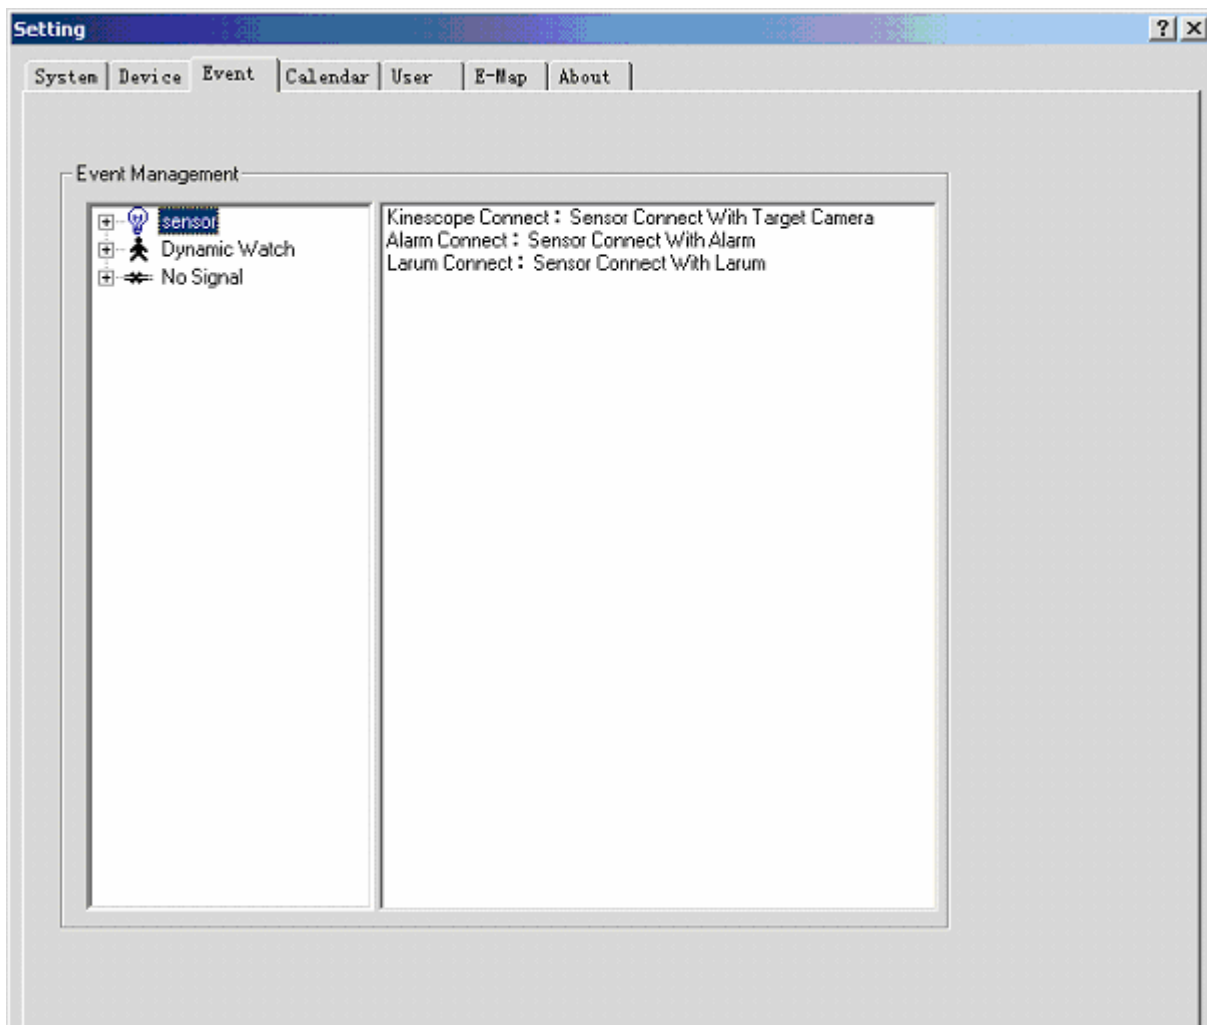 Setting
System Device Event Calendar User E-Map About
Event Management
sensor
Dynamic Watch
No Signal
Kinescope Connect: Sensor Connect With Target Camera
Alarm Connect: Sensor Connect With Alarm
Larum Connect: Sensor Connect With Larum